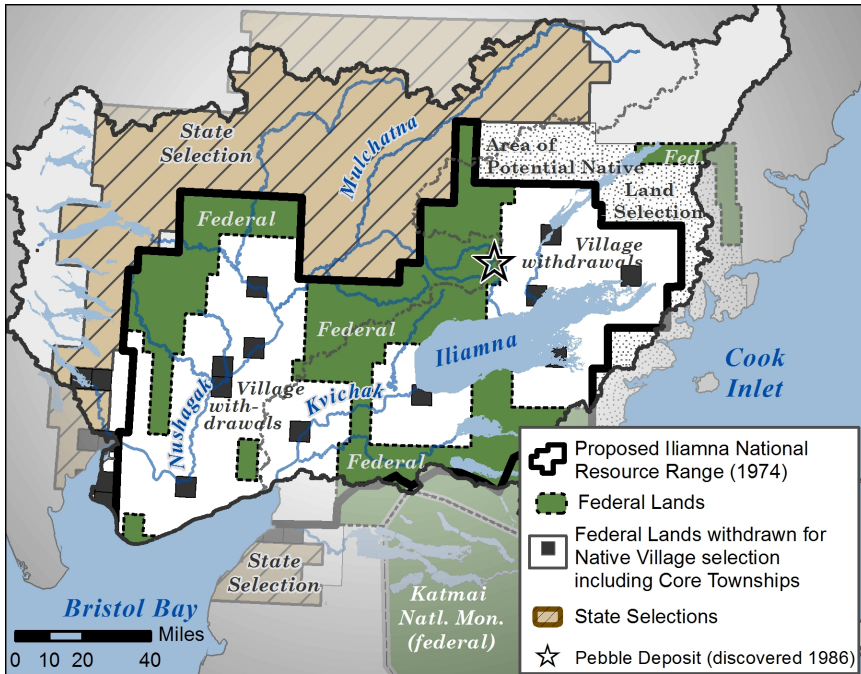 State
Selection
Mulchatna
Area of
Potential Native
Land
Selection
Fed.
Federal
Village
withdrawals
Federal
Iliamna
Cook
Inlet
Nushagak
Village
with-
drawals
Kvichak
Federal
State
Selection
Katmai
Natl. Mon.
(federal)
Bristol Bay
Miles
0 10 20 40
Proposed Iliamna National
Resource Range (1974)
Federal Lands
Federal Lands withdrawn for
Native Village selection
including Core Townships
State Selections
Pebble Deposit (discovered 1986)